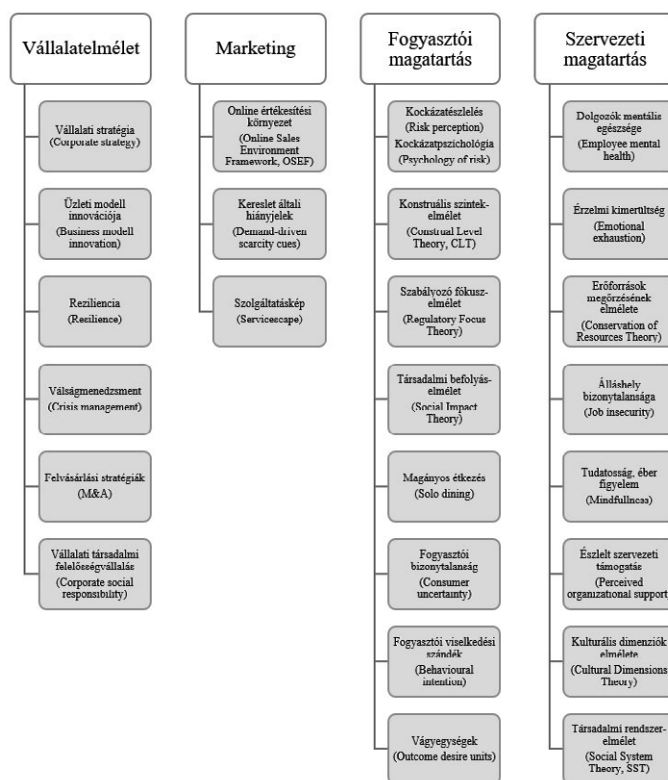 Vállalatelmélet
Vállalati stratégia
(Corporate strategy)
Üzleti modell
innovációja
(Business modell
innovation)
Reziliencia
(Resilience)
Válságmenedzsment
(Crisis management)
Felvásárlási stratégiák
(M&A)
Vállalati társadalmi
felelősségvállalás
(Corporate social
responsibility)
Marketing
Online értékesítési
környezet
(Online Sales
Environment
Framework, OSEF)
Kereslet általi
hiányjelek
(Demand-driven
scarcity cues)
Szolgáltatáskép
(Servicescape)
Fogyasztói
magatartás
Kockázatészlelés
(Risk perception)
Kockázatpszichológia
(Psychology of risk)
Konstruális szintek-
elmélet
(Construal Level
Theory, CLT)
Szabályozó fókusz-
elmélet
(Regulatory Focus
Theory)
Társadalmi befolyás-
elmélet
(Social Impact
Theory)
Magányos étkezés
(Solo dining)
Fogyasztói
bizonytalanság
(Consumer
uncertainty)
Fogyasztói viselkedési
szándék
(Behavioural
intention)
Vágyegységek
(Outcome desire units)
Szervezeti
magatartás
Dolgozók mentális
egészsége
(Employee mental
health)
Érzelmi kimerültség
(Emotional
exhaustion)
Erőforrások
megőrzésének
elmélete
(Conservation of
Resources Theory)
Álláshely
bizonytalansága
(Job insecurity)
Tudatosság, éber
figyelem
(Mindfullness)
Észlelt szervezeti
támogatás
(Perceived
organizational support)
Kulturális dimenziók
elmélete
(Cultural Dimensions
Theory)
Társadalmi rendszer-
elmélet
(Social System
Theory, SST)